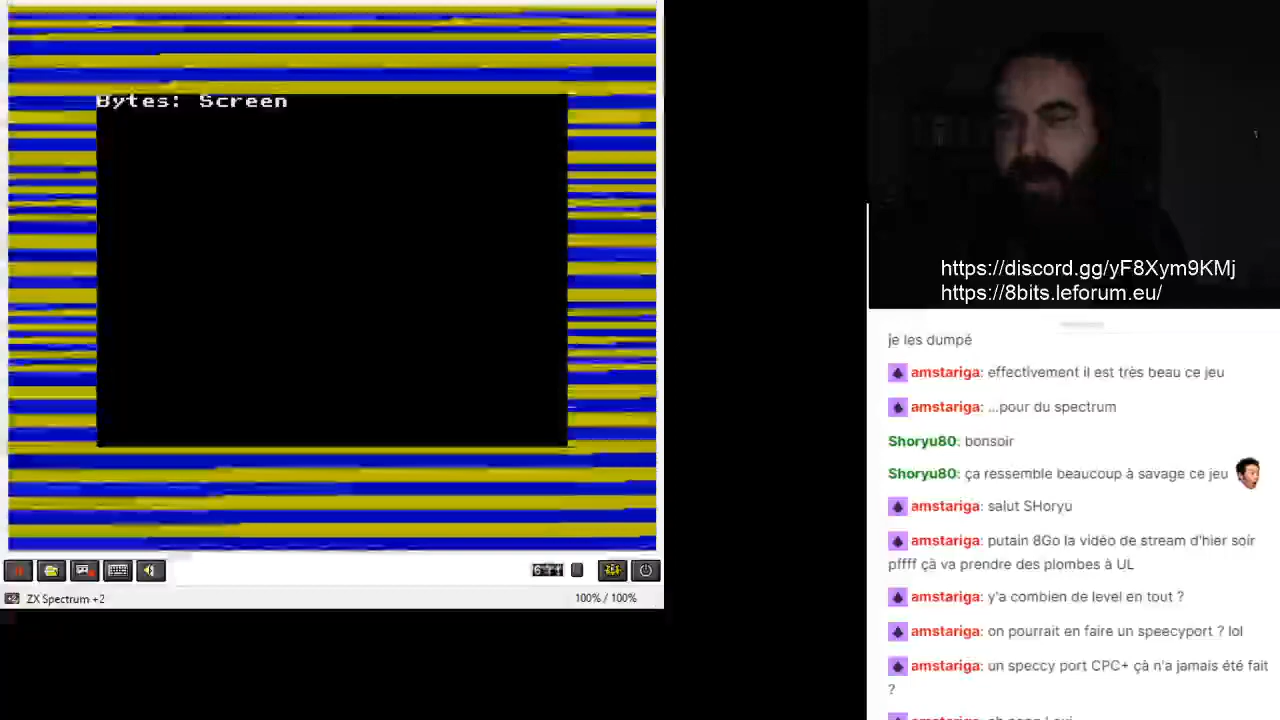 Bytes: Screen
ZX Spectrum +2
100% / 100%
https://discord.gg/yF8Xym9KMj
https://8bits.leforum.eu/
je les dumpé
amstariga: effectivement il est très beau ce jeu
amstariga: ...pour du spectrum
Shoryu80: bonsoir
Shoryu80: ça ressemble beaucoup à savage ce jeu
amstariga: salut SHoryu
amstariga: putain 8Go la vidéo de stream d'hier soir
pffff çà va prendre des plombes à UL
amstariga: y'a combien de level en tout ?
amstariga: on pourrait en faire un speecyport ? lol
amstariga: un speccy port CPC+ çà n'a jamais été fait
?